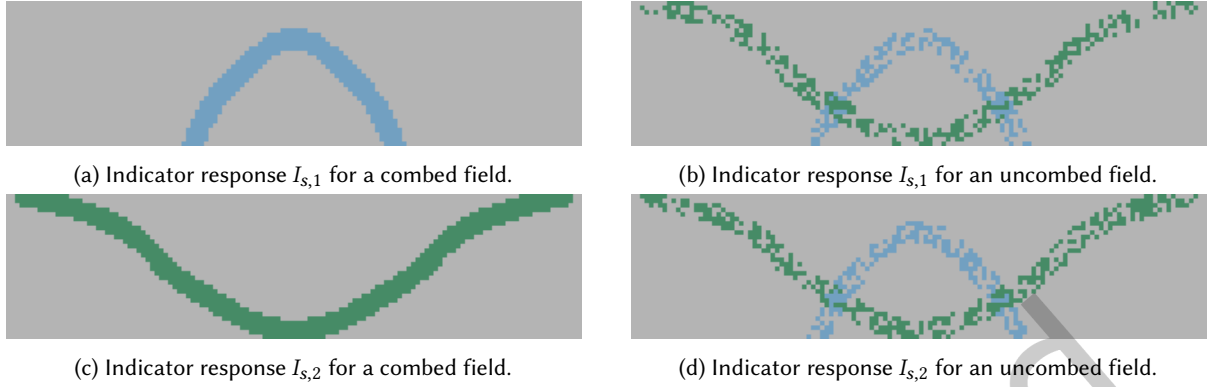 (a) Indicator response I_{s,1} for a combed field.
(b) Indicator response I_{s,1} for an uncombed field.
(c) Indicator response I_{s,2} for a combed field.
(d) Indicator response I_{s,2} for an uncombed field.